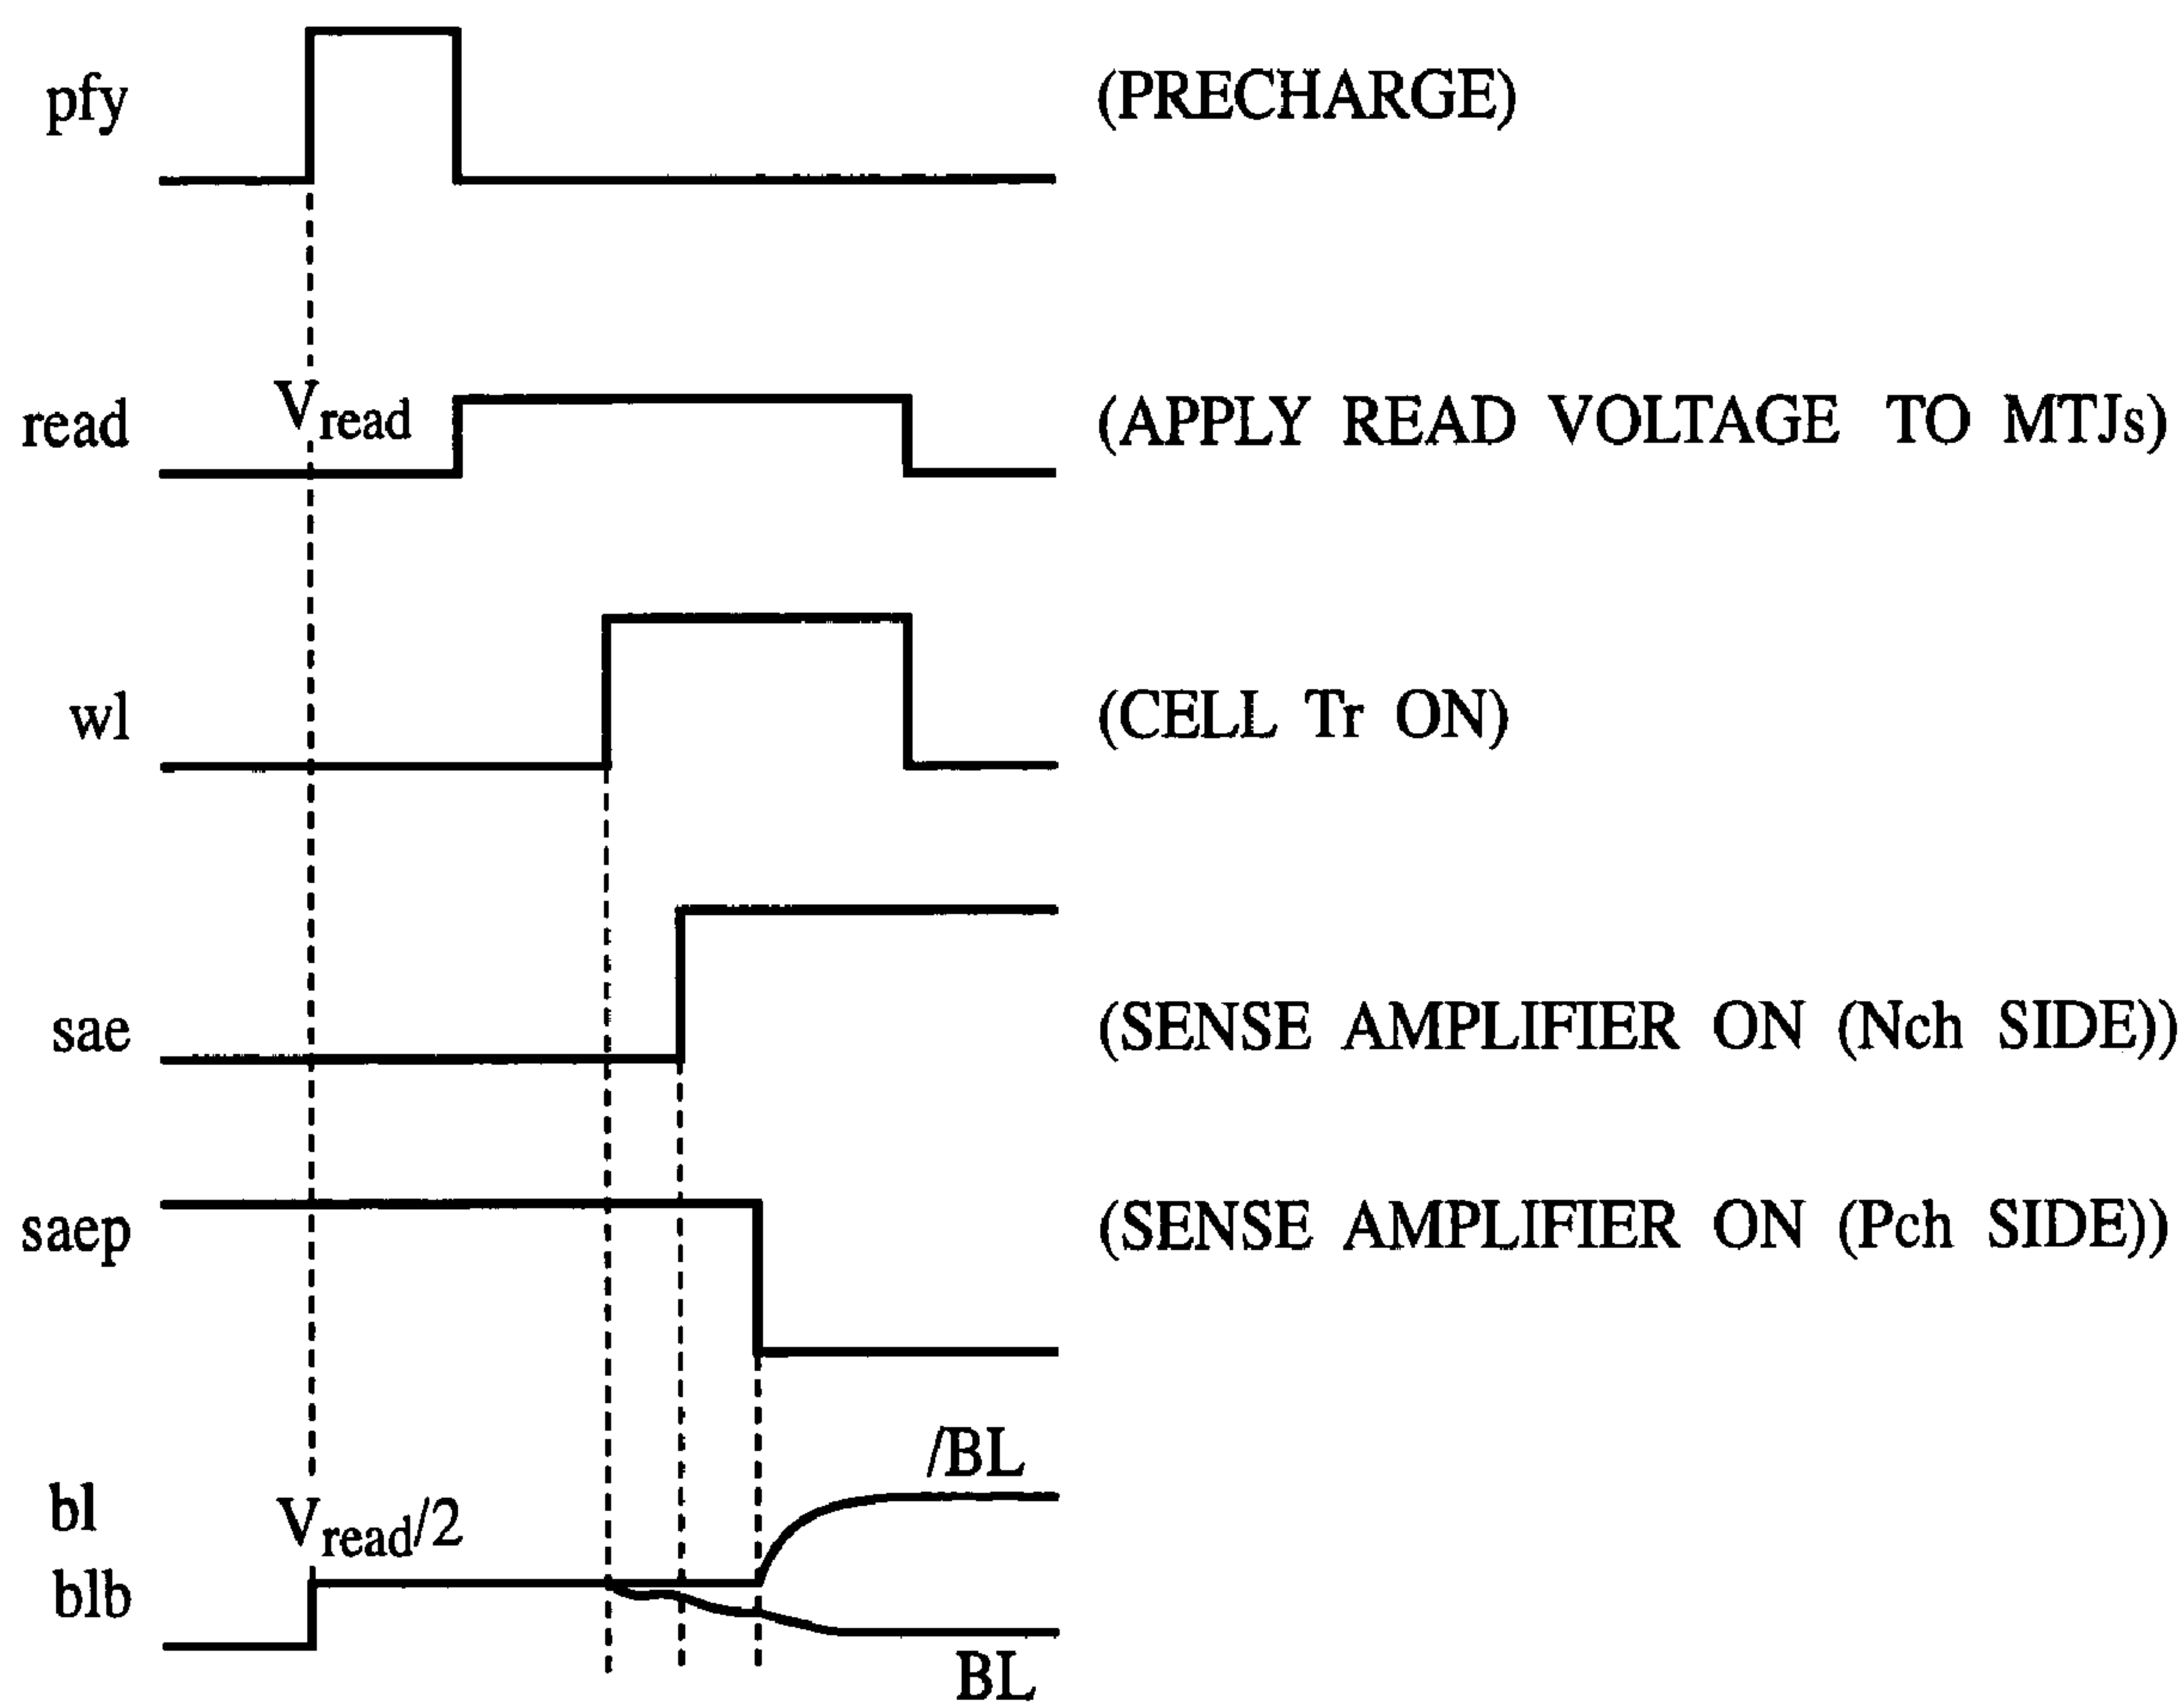 pfy (PRECHARGE)
read Vread (APPLY READ VOLTAGE TO MTJs)
wl (CELL Tr ON)
sae (SENSE AMPLIFIER ON (Nch SIDE))
saep (SENSE AMPLIFIER ON (Pch SIDE))
/BL
bl Vread/2
blb
BL